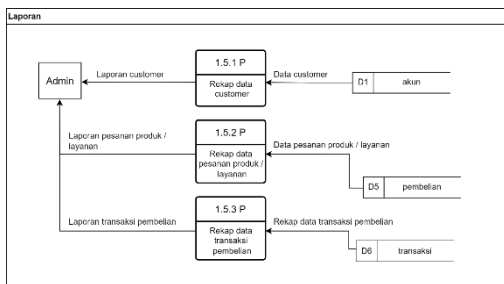 Laporan
1.5.1 P
Admin
Laporan customer
Rekap data
customer
Data customer
D1
akun
1.5.2 P
Laporan pesanan produk /
layanan
Rekap data
pesanan produk /
layanan
Data pesanan produk / layanan
D5
pembelian
1.5.3 P
Laporan transaksi pembelian
Rekap data
transaksi
pembelian
Rekap data transaksi pembelian
D6
transaksi